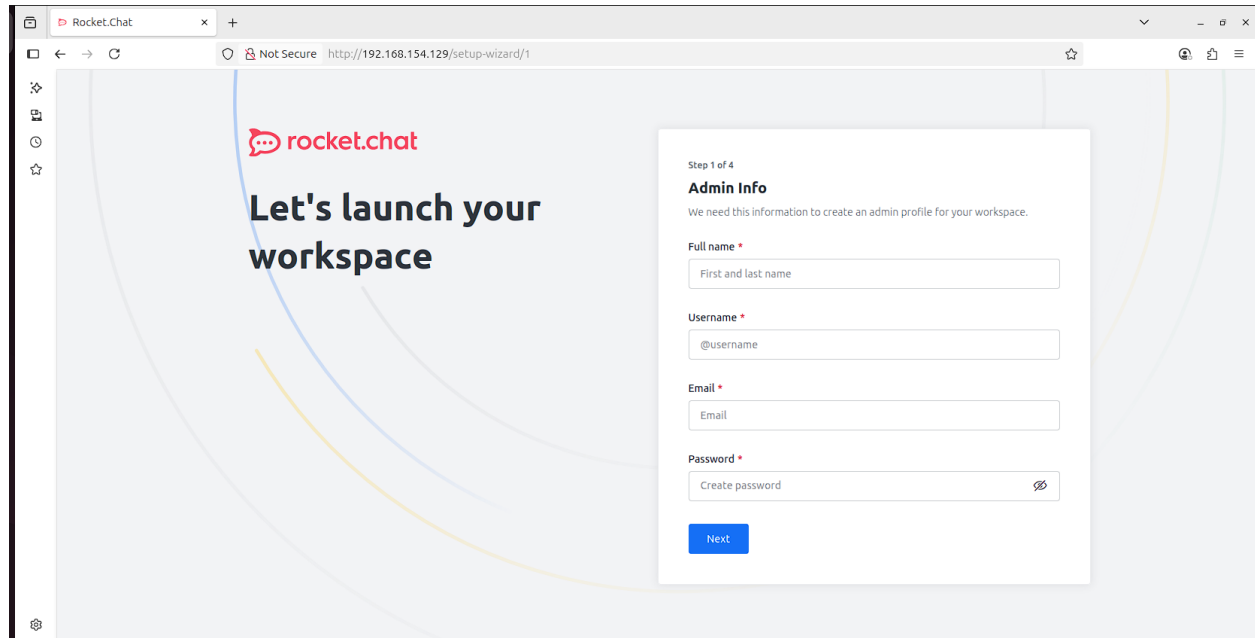 Rocket.Chat
Not Secure http://192.168.154.129/setup-wizard/1
rocket.chat
Let's launch your
workspace
Step 1 of 4
Admin Info
We need this information to create an admin profile for your workspace.
Full name *
First and last name
Username *
@username
Email *
Email
Password *
Create password
Next